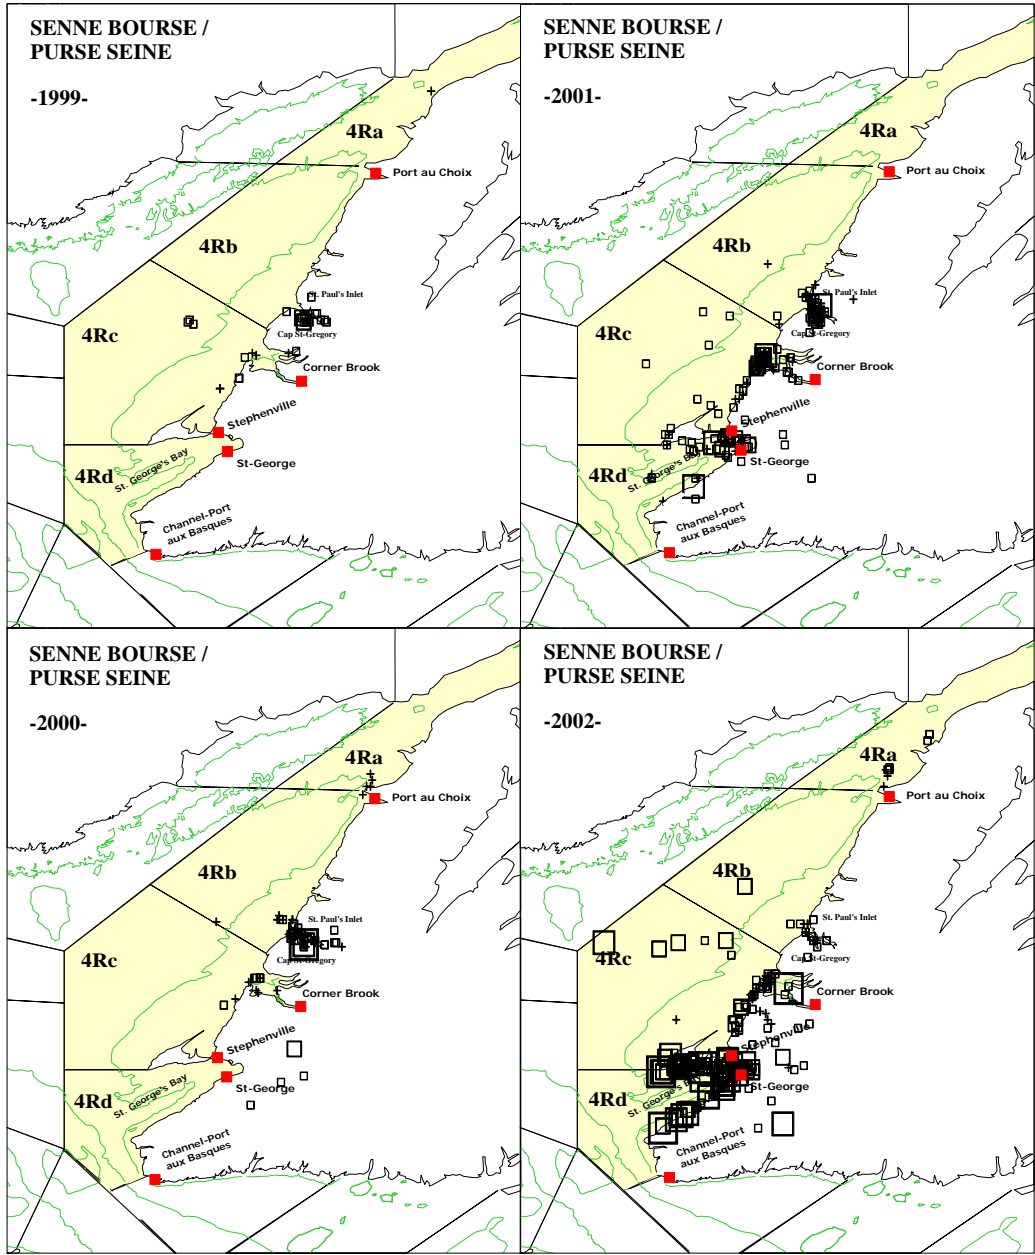 SENNE BOURSE /
PURSE SEINE
-1999-
4Ra
Port au Choix
4Rb
St. Paul's Inlet
4Rc
Cap St-Gregory
Corner Brook
Stephenville
St-George
4Rd
St. George's Bay
Channel-Port
aux Basques
SENNE BOURSE /
PURSE SEINE
-2001-
4Ra
Port au Choix
4Rb
St. Paul's Inlet
4Rc
Cap St-Gregory
Corner Brook
Stephenville
St-George
4Rd
St. George's Bay
Channel-Port
aux Basques
SENNE BOURSE /
PURSE SEINE
-2000-
4Ra
Port au Choix
4Rb
St. Paul's Inlet
4Rc
Cap St-Gregory
Corner Brook
Stephenville
St-George
4Rd
St. George's Bay
Channel-Port
aux Basques
SENNE BOURSE /
PURSE SEINE
-2002-
4Ra
Port au Choix
4Rb
St. Paul's Inlet
4Rc
Cap St-Gregory
Corner Brook
Stephenville
St-George
4Rd
St. George's Bay
Channel-Port
aux Basques